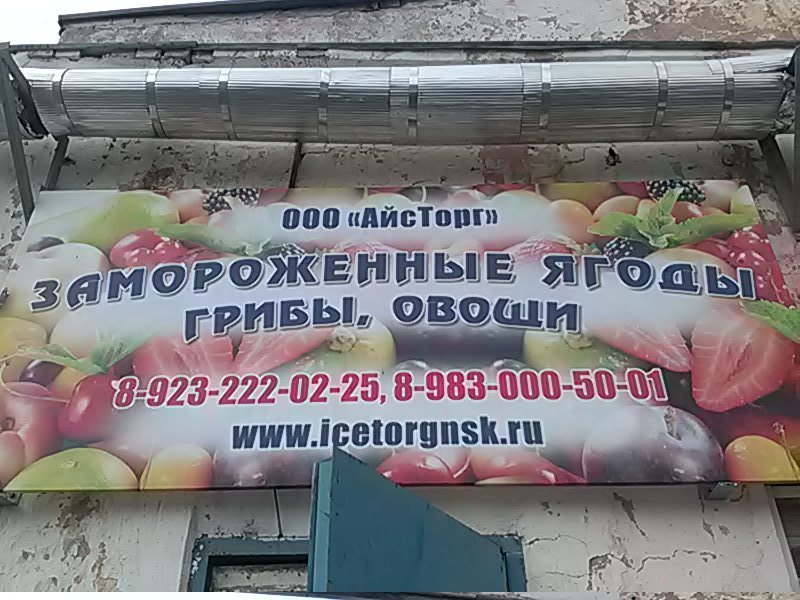 ООО «АйсТорг»
ЗАМОРОЖЕННЫЕ ЯГОДЫ
ГРИБЫ, ОВОЩИ
8-923-222-02-25, 8-983-000-50-01
www.icetorgnsk.ru